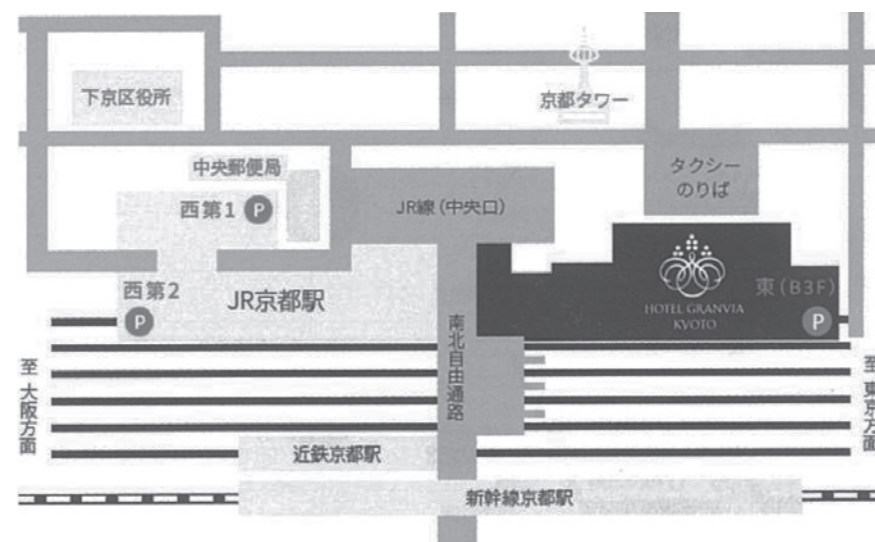 下京区役所
京都タワー
中央郵便局
タクシー
のりば
西第1 P
JR線(中央口)
西第2
P
JR京都駅
HOTEL GRANVIA
KYOTO
東(B3F)
P
南北自由通路
至 大阪方面
至 東京方面
近鉄京都駅
新幹線京都駅